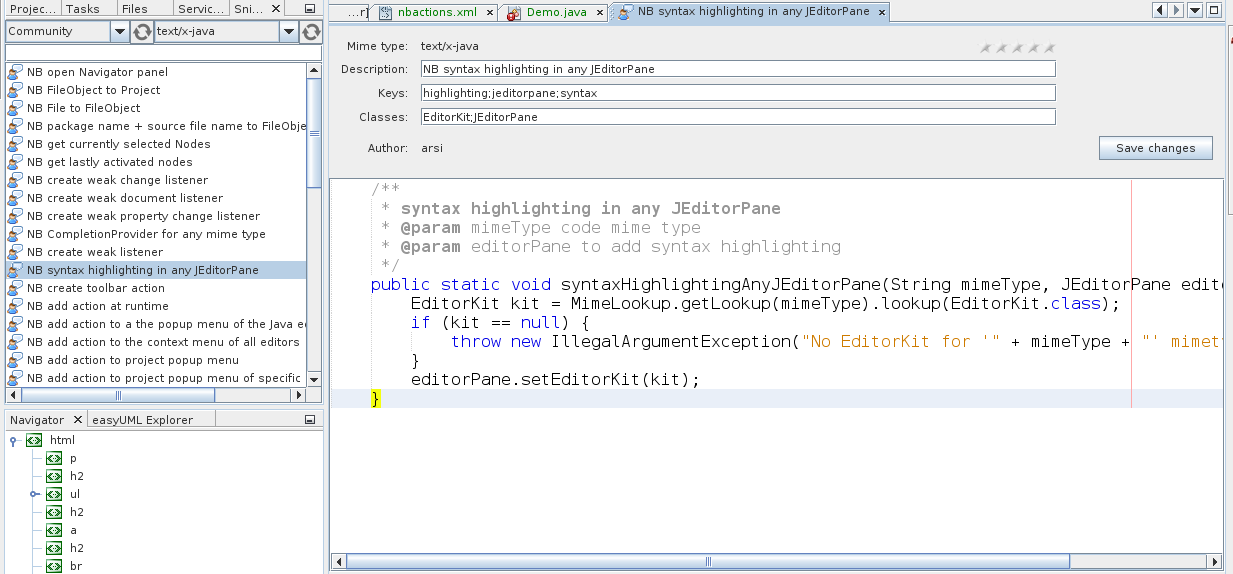 Projec...
Tasks
Files
Servic...
Sni...
Community
text/x-java
NB open Navigator panel
NB FileObject to Project
NB File to FileObject
NB package name + source file name to FileObje
NB get currently selected Nodes
NB get lastly activated nodes
NB create weak change listener
NB create weak document listener
NB create weak property change listener
NB CompletionProvider for any mime type
NB create weak listener
NB syntax highlighting in any JEditorPane
NB create toolbar action
NB add action at runtime
NB add action to a the popup menu of the Java e
NB add action to the context menu of all editors
NB add action to project popup menu
NB add action to project popup menu of specific
Navigator
easyUML Explorer
html
p
h2
ul
h2
a
h2
br
...r]
nbactions.xml
Demo.java
NB syntax highlighting in any JEditorPane
Mime type: text/x-java
Description: NB syntax highlighting in any JEditorPane
Keys: highlighting;jeditorpane;syntax
Classes: EditorKit;JEditorPane
Author: arsi
Save changes
/**
* syntax highlighting in any JEditorPane
* @param mimeType code mime type
* @param editorPane to add syntax highlighting
*/
public static void syntaxHighlightingAnyJEditorPane(String mimeType, JEditorPane edito
EditorKit kit = MimeLookup.getLookup(mimeType).lookup(EditorKit.class);
if (kit == null) {
throw new IllegalArgumentException("No EditorKit for '" + mimeType + "' mimet
}
editorPane.setEditorKit(kit);
}